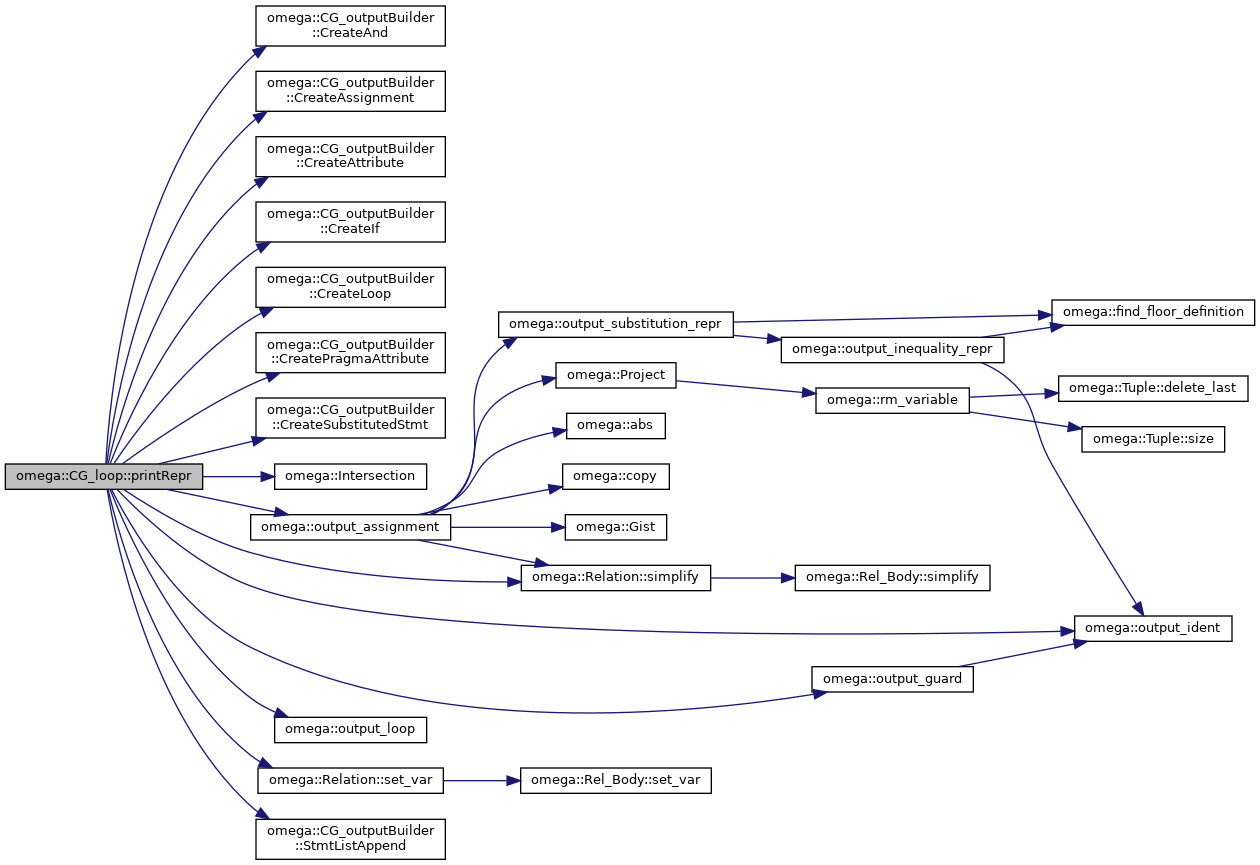 omega::CG_outputBuilder
::CreateAnd
omega::CG_outputBuilder
::CreateAssignment
omega::CG_outputBuilder
::CreateAttribute
omega::CG_outputBuilder
::CreateIf
omega::CG_outputBuilder
::CreateLoop
omega::CG_outputBuilder
::CreatePragmaAttribute
omega::CG_outputBuilder
::CreateSubstitutedStmt
omega::CG_loop::printRepr
omega::Intersection
omega::output_assignment
omega::output_substitution_repr
omega::find_floor_definition
omega::output_inequality_repr
omega::Project
omega::rm_variable
omega::Tuple::delete_last
omega::Tuple::size
omega::abs
omega::copy
omega::Gist
omega::Relation::simplify
omega::Rel_Body::simplify
omega::output_ident
omega::output_guard
omega::output_loop
omega::Relation::set_var
omega::Rel_Body::set_var
omega::CG_outputBuilder
::StmtListAppend